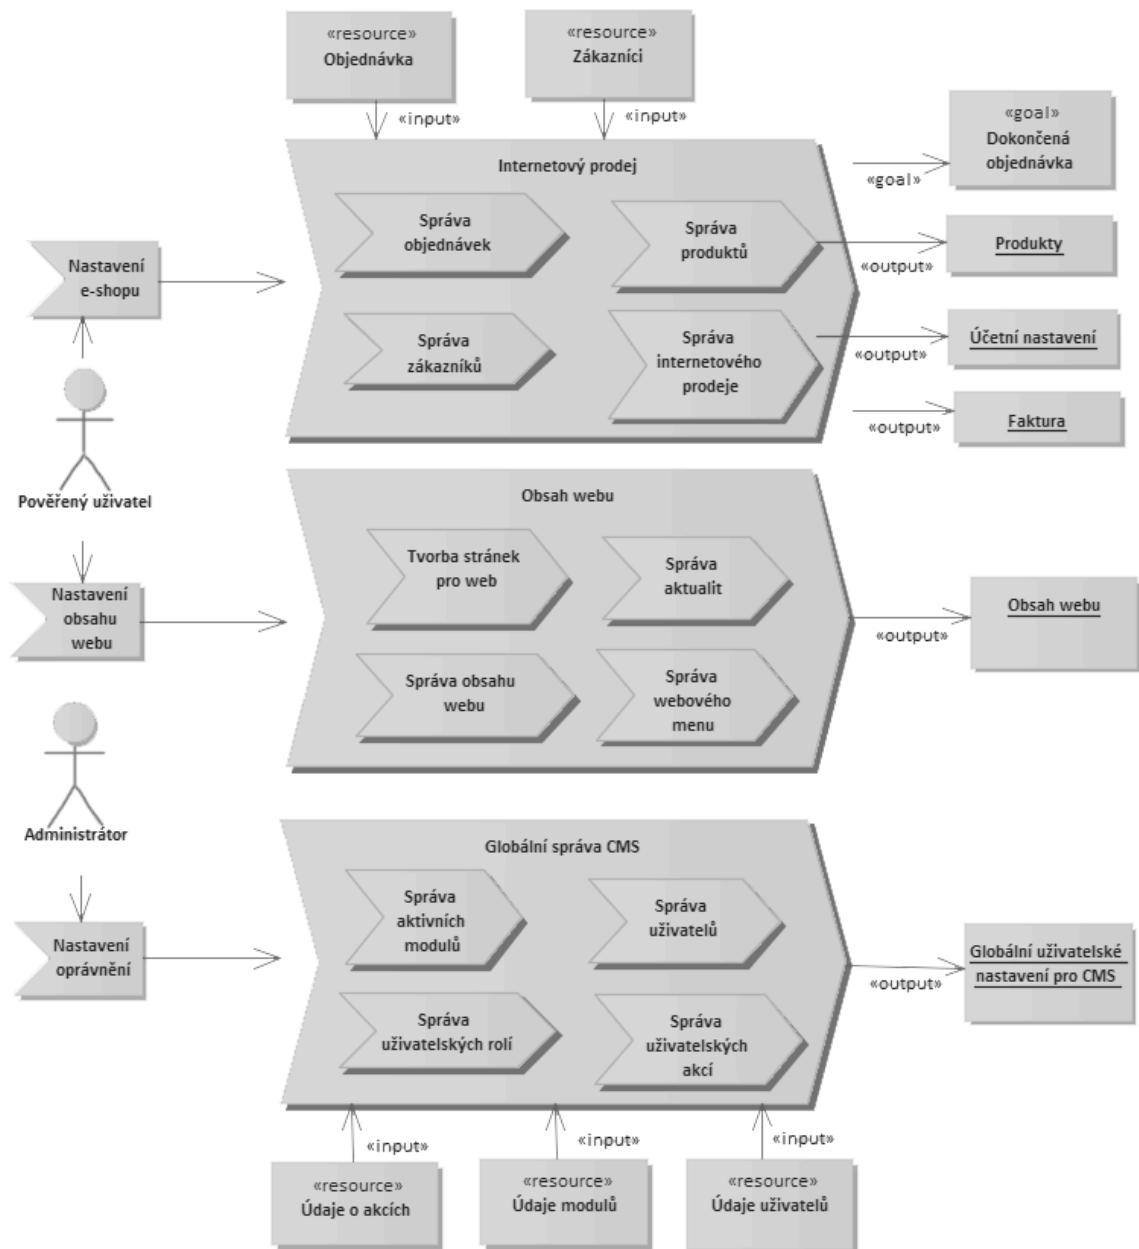 «resource»
Objednávka
«resource»
Zákazníci
«input»
«input»
«goal»
Dokončená
objednávka
Internetový prodej
«goal»
Správa
objednávek
Správa
produktů
Produkty
«output»
Nastavení
e-shopu
Správa
zákazníků
Správa
internetového
prodeje
Účetní nastavení
«output»
Faktura
«output»
Pověřený uživatel
Obsah webu
Tvorba stránek
pro web
Správa
aktualit
Nastavení
obsahu
webu
Obsah webu
«output»
Správa obsahu
webu
Správa
webového
menu
Administrátor
Globální správa CMS
Správa
aktivních
modulů
Správa
uživatelů
Nastavení
oprávnění
Globální uživatelské
nastavení pro CMS
«output»
Správa
uživatelských rolí
Správa
uživatelských
akcí
«input»
«input»
«input»
«resource»
Údaje o akcích
«resource»
Údaje modulů
«resource»
Údaje uživatelů